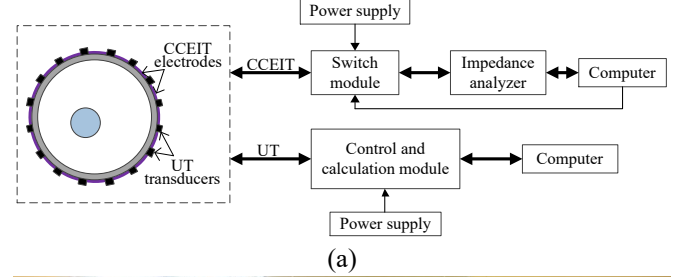 Power supply
CCEIT
electrodes
CCEIT
Switch
module
Impedance
analyzer
Computer
UT
transducers
UT
Control and
calculation module
Computer
Power supply
(a)